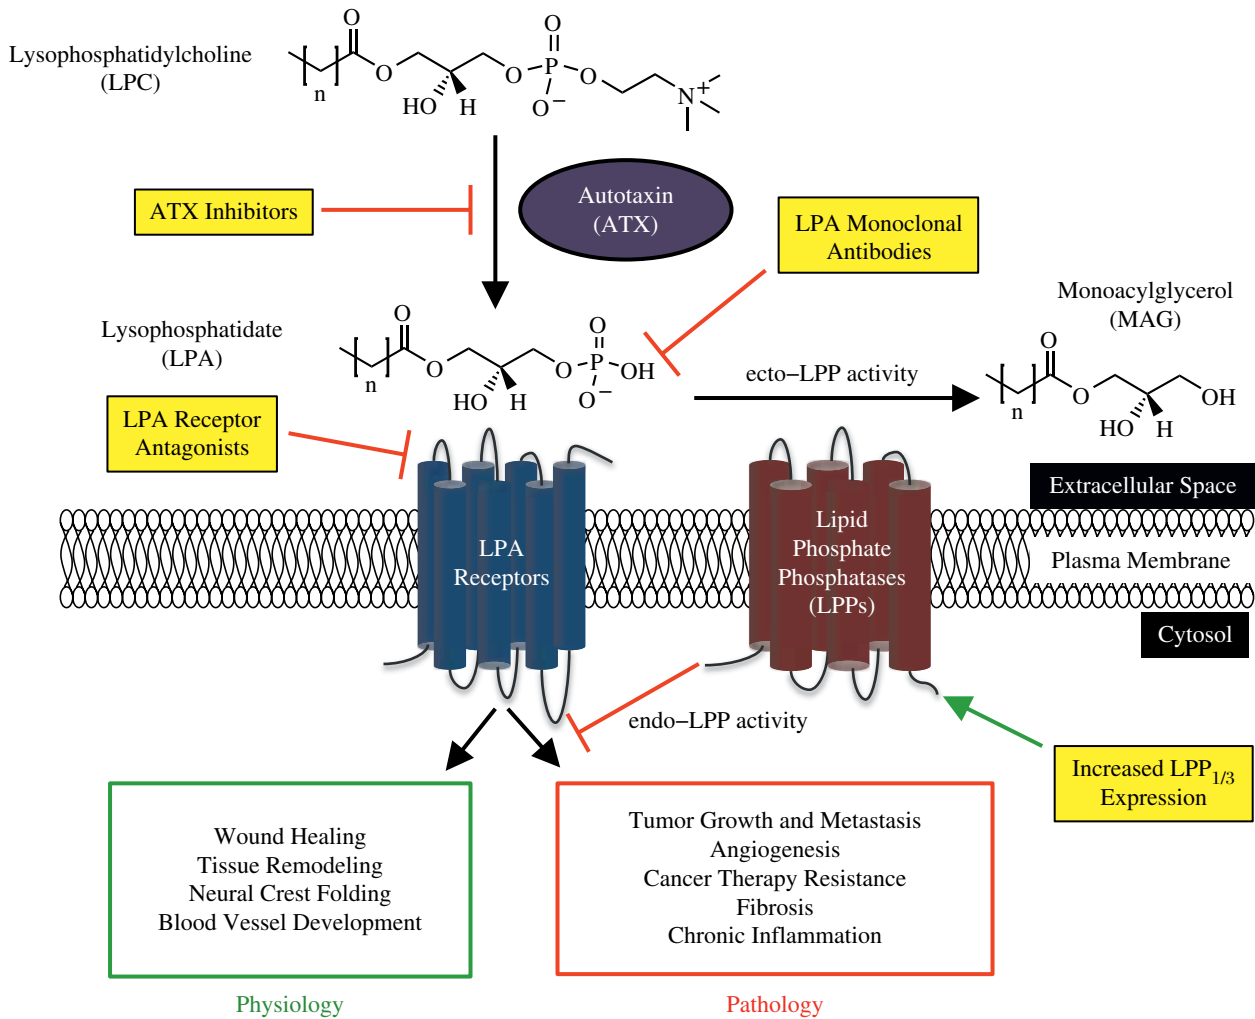 Lysophosphatidylcholine
(LPC)
O
O
O
O
P
O
O−
N+
HO
H
n
ATX Inhibitors
Autotaxin
(ATX)
LPA Monoclonal
Antibodies
Lysophosphatidate
(LPA)
O
O
O
O
P
OH
O−
HO
H
n
ecto−LPP activity
Monoacylglycerol
(MAG)
O
O
OH
HO
H
n
LPA Receptor
Antagonists
Extracellular Space
LPA
Receptors
Lipid
Phosphate
Phosphatases
(LPPs)
Plasma Membrane
Cytosol
endo−LPP activity
Increased LPP1/3
Expression
Wound Healing
Tissue Remodeling
Neural Crest Folding
Blood Vessel Development
Physiology
Tumor Growth and Metastasis
Angiogenesis
Cancer Therapy Resistance
Fibrosis
Chronic Inflammation
Pathology